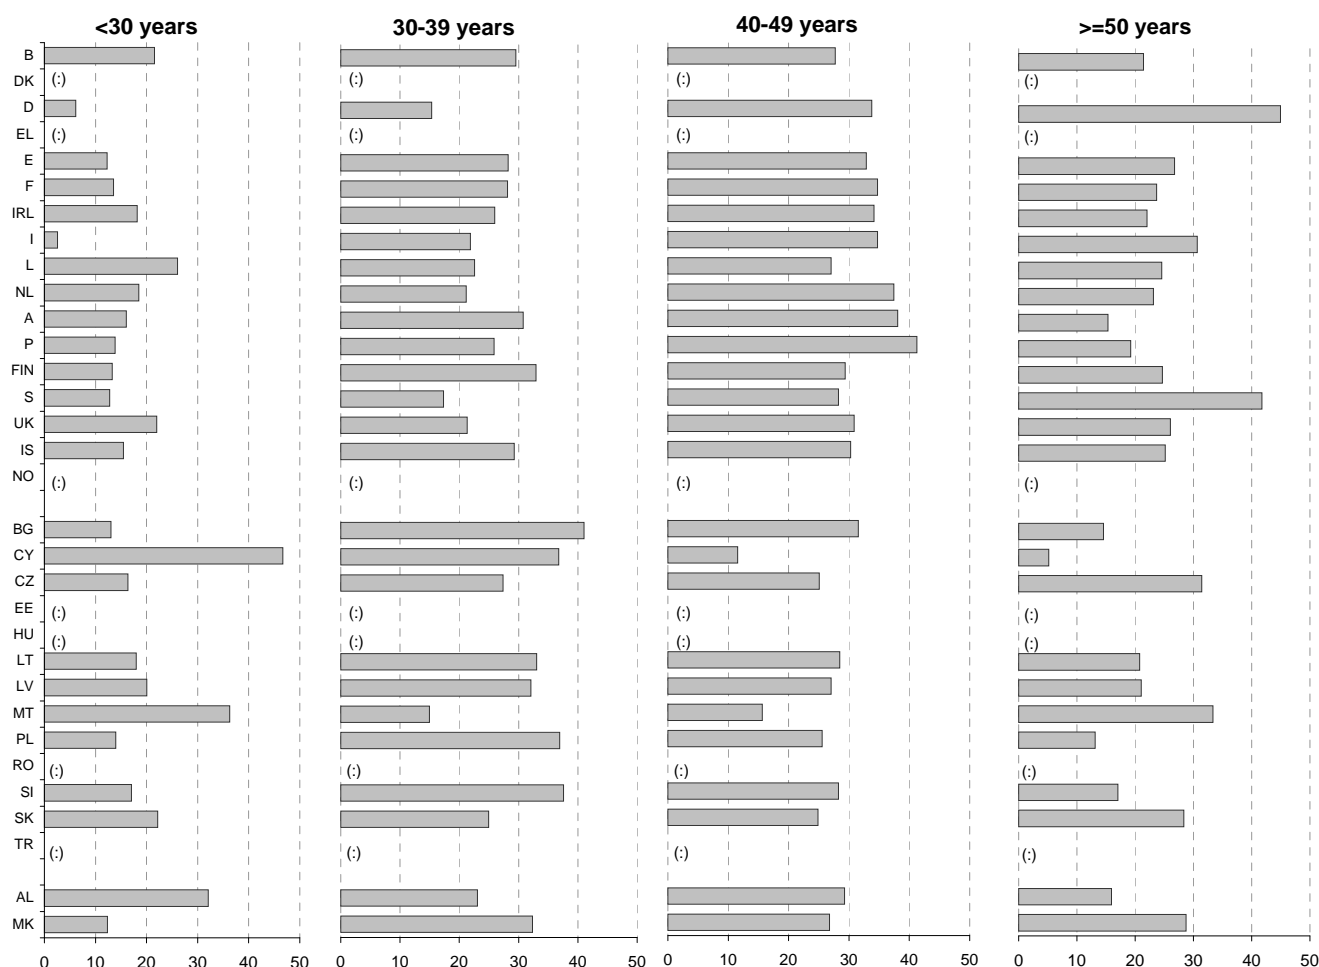 <30 years 30-39 years 40-49 years >=50 years
B
DK (:) (:) (:) (:)
D
EL (:) (:) (:) (:)
E
F
IRL
I
L
NL
A
P
FIN
S
UK
IS
NO (:) (:) (:) (:)
BG
CY
CZ
EE (:) (:) (:) (:)
HU (:) (:) (:) (:)
LT
LV
MT
PL
RO (:) (:) (:) (:)
SI
SK
TR (:) (:) (:) (:)
AL
MK
0 10 20 30 40 50 0 10 20 30 40 50 0 10 20 30 40 50 0 10 20 30 40 50